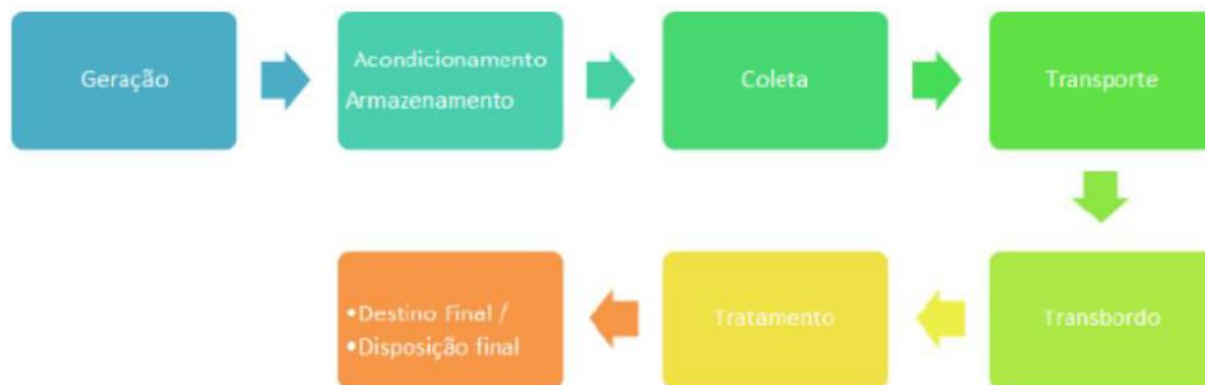 Geração
Acondicionamento
Armazenamento
Coleta
Transporte
Transbordo
Tratamento
•Destino Final /
•Disposição final